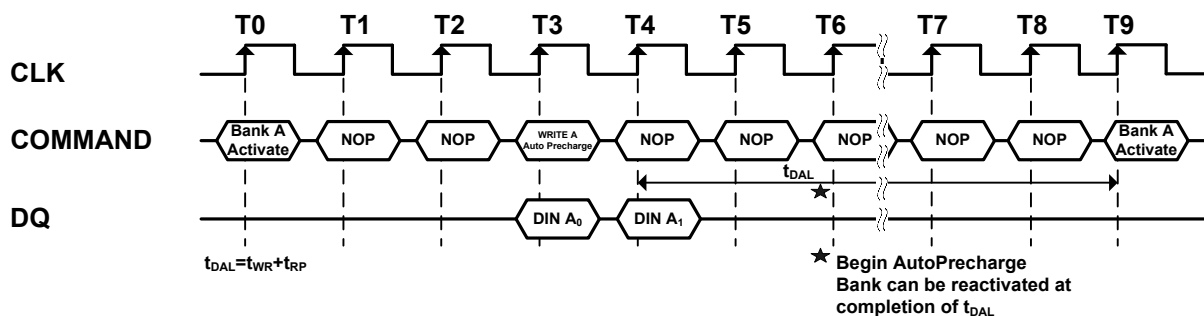 T0 T1 T2 T3 T4 T5 T6 T7 T8 T9
CLK
COMMAND
Bank A
Activate
NOP
NOP
WRITE A
Auto Precharge
NOP
NOP
NOP
NOP
NOP
Bank A
Activate
tDAL
DQ
DIN A0
DIN A1
tDAL=tWR+tRP
Begin AutoPrecharge
Bank can be reactivated at
completion of tDAL